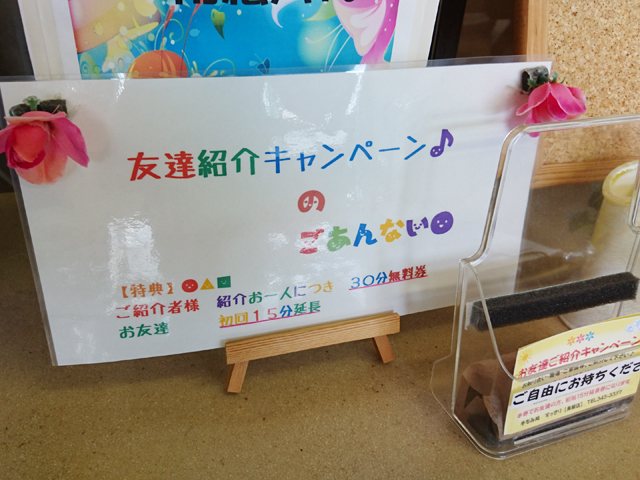 友達紹介キャンペーン♪
の
ごあんない
【特典】
ご紹介者様 紹介お一人につき 30分無料券
お友達 初回15分延長
お友達ご紹介キャンペーン
ご自由にお持ちくださ